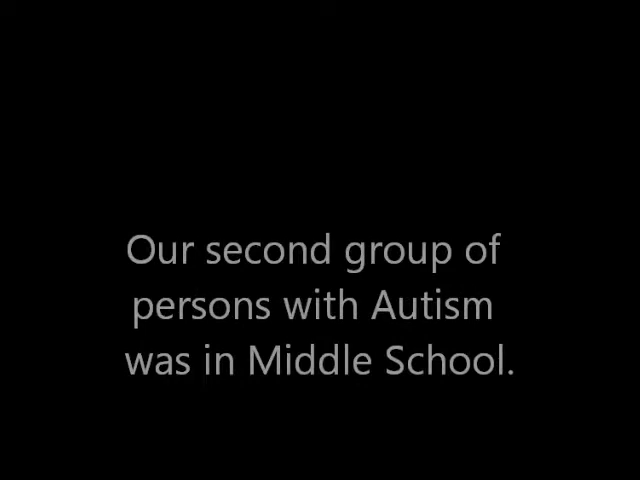 Our second group of
persons with Autism
was in Middle School.